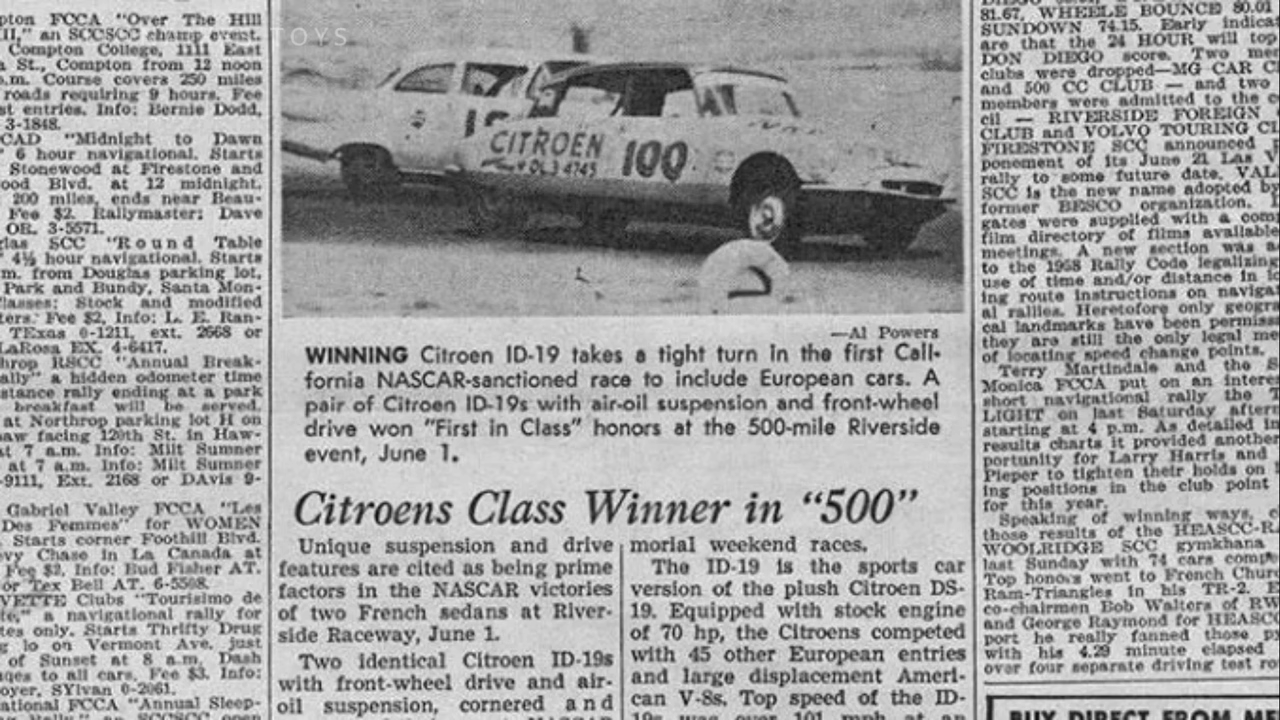 pton FCCA "Over The Hill
II," an SCCSCC champ event.
Compton College, 1111 East
St., Compton from 12 noon
.m. Course covers 250 miles
roads requiring 9 hours. Fee
st entries. Info: Bernie Dodd,
3-1848.
CAD "Midnight to Dawn
" 6 hour navigational. Starts
Stonewood at Firestone and
ood Blvd. at 12 midnight.
200 miles, ends near Beau-
Fee $2. Rallymaster: Dave
OR. 3-5571.
glas SCC "Round Table
" 4½ hour navigational. Starts
m. from Douglas parking lot,
Park and Bundy, Santa Mon-
lasses: Stock and modified
ters. Fee $2, Info: L. E. Ran-
TExas 0-1211, ext. 2668 or
LaRosa EX. 4-6417.
hrop RSCC "Annual Break-
ally" a hidden odometer time
stance rally ending at a park
breakfast will be served.
at Northrop parking lot H on
aw facing 120th St. in Haw-
at 7 a.m. Info: Milt Sumner
at 7 a.m. Info: Milt Sumner
-9111, Ext. 2168 or DAvis 9-
Gabriel Valley FCCA "Les
Des Femmes" for WOMEN
Starts corner Foothill Blvd.
vy Chase in La Canada at
Fee $2. Info: Bud Fisher AT.
or Tex Bell AT. 6-5508.
VETTE Clubs "Tourisimo de
te," a navigational rally for
tes only. Starts Thrifty Drug
g lo on Vermont Ave. just
of Sunset at 8 a.m. Dash
ques to all cars. Fee $3. Info:
oyer, SYlvan 0-2061.
ational FCCA "Annual Sleep-
TOYS
CITROEN
DL 3 4745
100
—Al Powers
WINNING Citroen ID-19 takes a tight turn in the first Cali-
fornia NASCAR-sanctioned race to include European cars. A
pair of Citroen ID-19s with air-oil suspension and front-wheel
drive won "First in Class" honors at the 500-mile Riverside
event, June 1.
Citroens Class Winner in "500"
Unique suspension and drive
features are cited as being prime
factors in the NASCAR victories
of two French sedans at River-
side Raceway, June 1.
Two identical Citroen ID-19s
with front-wheel drive and air-
oil suspension, cornered and
morial weekend races.
The ID-19 is the sports car
version of the plush Citroen DS-
19. Equipped with stock engine
of 70 hp, the Citroens competed
with 45 other European entries
and large displacement Ameri-
can V-8s. Top speed of the ID-
19s was over 101 mph at an
81.67, WHEELE BOUNCE 80.01
SUNDOWN 74.15. Early indica
are that the 24 HOUR will top
DON DIEGO score. Two me
clubs were dropped—MG CAR C
and 500 CC CLUB — and two
members were admitted to the c
cil — RIVERSIDE FOREIGN
CLUB and VOLVO TOURING C
FIRESTONE SCC announced
ponement of its June 21 Las V
rally to some future date. VAL
SCC is the new name adopted by
former BESCO organization. D
gates were supplied with a com
film directory of films available
meetings. A new section was a
to the 1958 Rally Code legalizing
use of time and/or distance in lo
ing route instructions on naviga
al rallies. Heretofore only geogr
cal landmarks have been permiss
they are still the only legal me
of locating speed change points.
Terry Martindale and the S
Monica FCCA put on an interes
short navigational rally the T
LIGHT on last Saturday aftern
starting at 4 p.m. As detailed in
results charts it provided another
portunity for Larry Harris and
Pieper to tighten their holds on
ing positions in the club point
for this year.
Speaking of winning ways,
those results of the HEASCC-R
WOOLRIDGE SCC gymkhana
last Sunday with 74 cars compe
Top honors went to French Churc
Ram-Triangles in his TR-2. E
co-chairmen Bob Walters of RW
and George Raymond for HEASC
port he really fanned those p
with his 4.29 minute elapsed
over four separate driving test ro
BUY DIRECT FROM ME